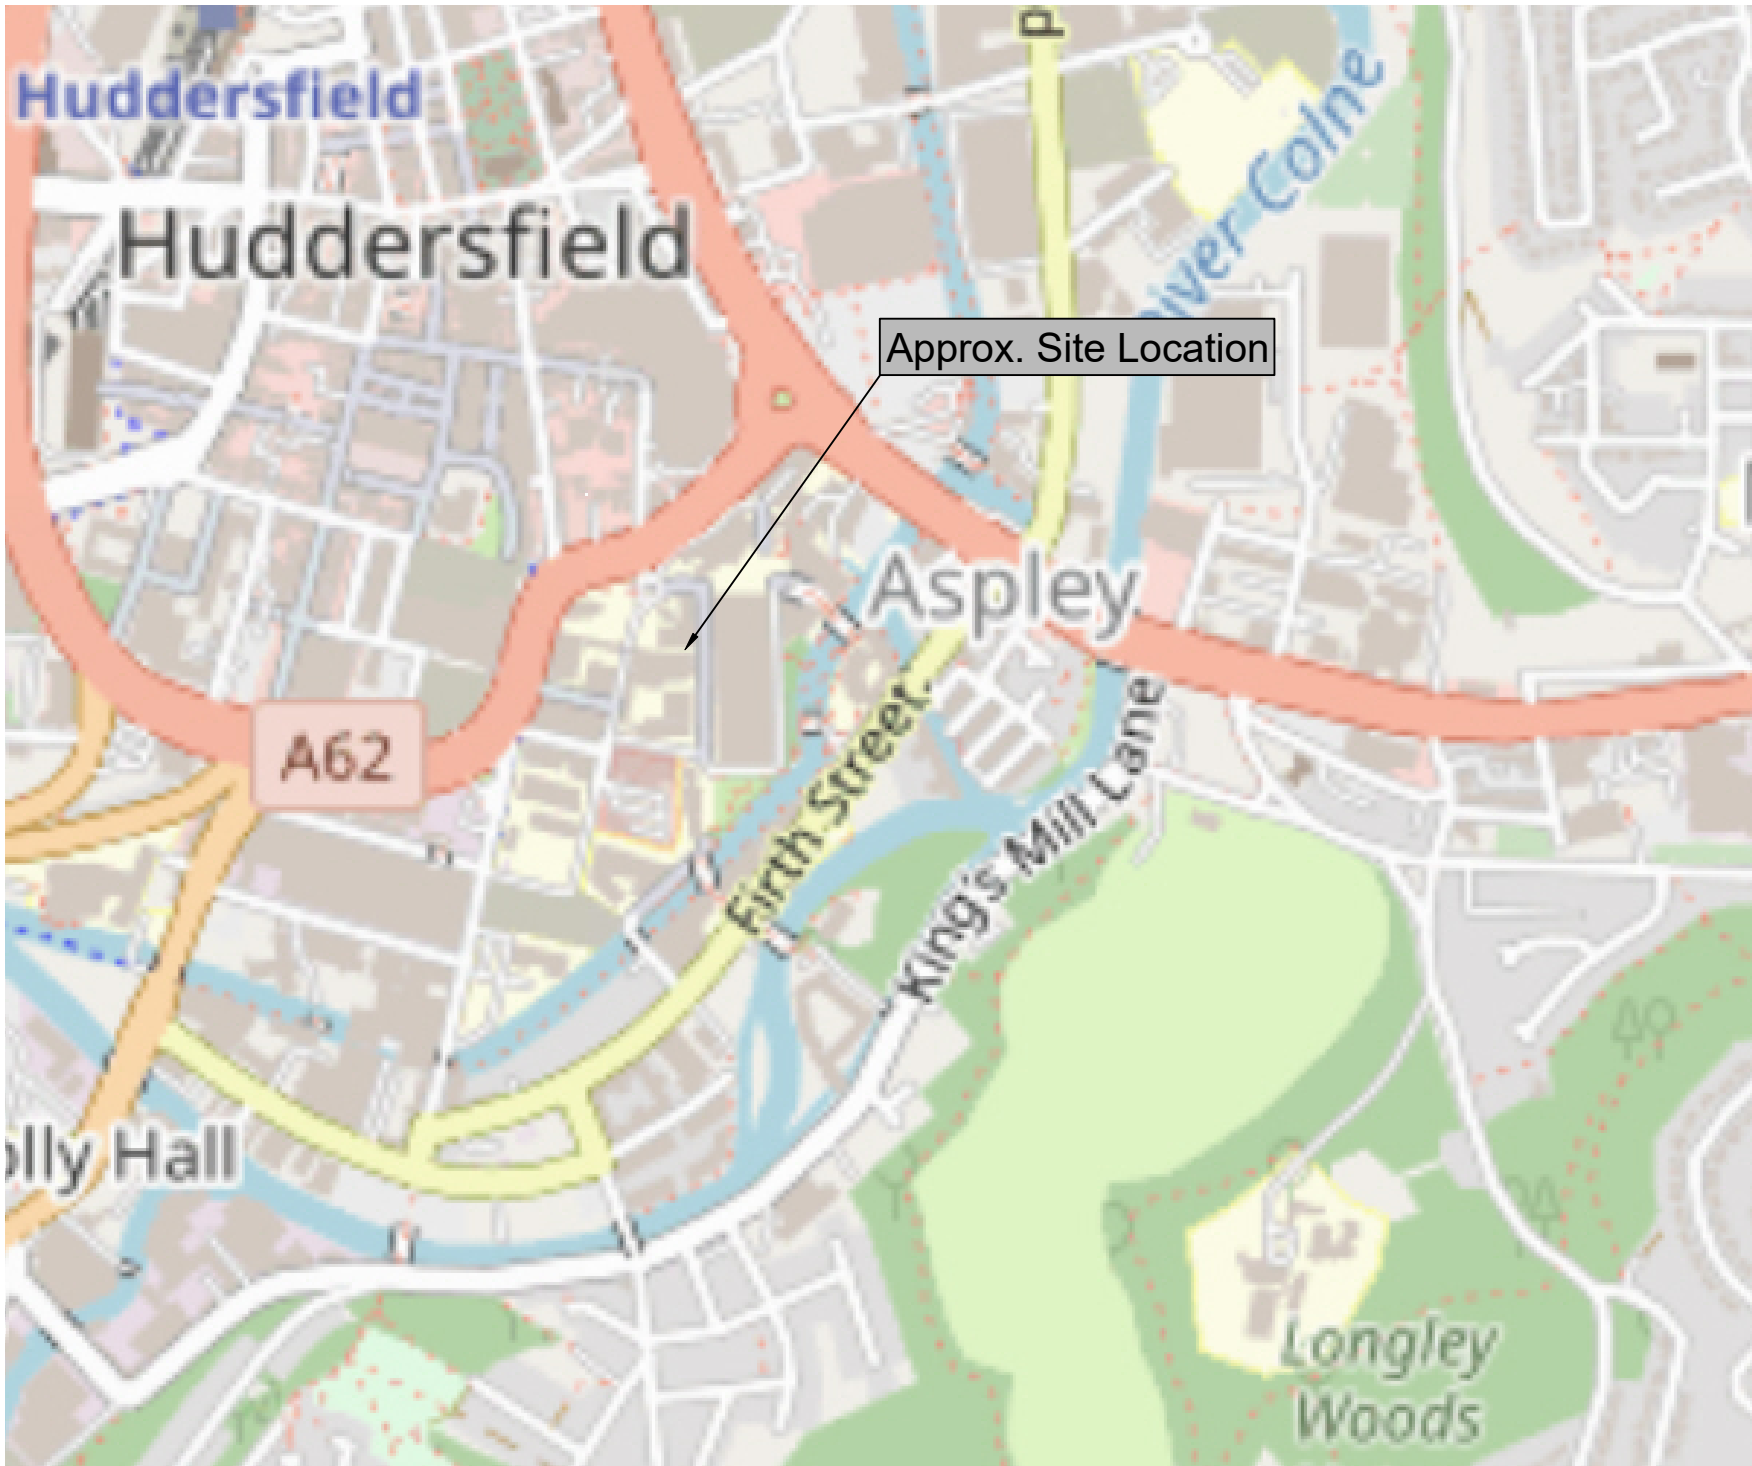 Huddersfield
Huddersfield
River Colne
Approx. Site Location
Aspley
A62
Firth Street
King's Mill Lane
olly Hall
Longley
Woods